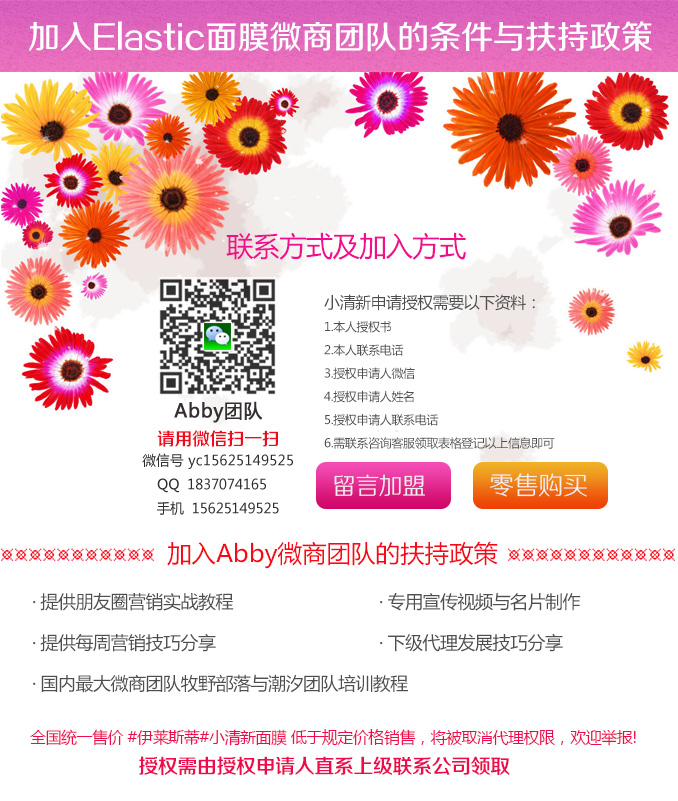 加入Elastic面膜微商团队的条件与扶持政策
联系方式及加入方式
小清新申请授权需要以下资料：
1.本人授权书
2.本人联系电话
3.授权申请人微信
4.授权申请人姓名
5.授权申请人联系电话
6.需联系咨询客服领取表格登记以上信息即可
Abby团队
请用微信扫一扫
微信号 yc15625149525
QQ 1837074165
手机 15625149525
留言加盟
零售购买
加入Abby微商团队的扶持政策
· 提供朋友圈营销实战教程
· 专用宣传视频与名片制作
· 提供每周营销技巧分享
· 下级代理发展技巧分享
· 国内最大微商团队牧野部落与潮汐团队培训教程
全国统一售价 #伊莱斯蒂#小清新面膜 低于规定价格销售，将被取消代理权限，欢迎举报!
授权需由授权申请人直系上级联系公司领取